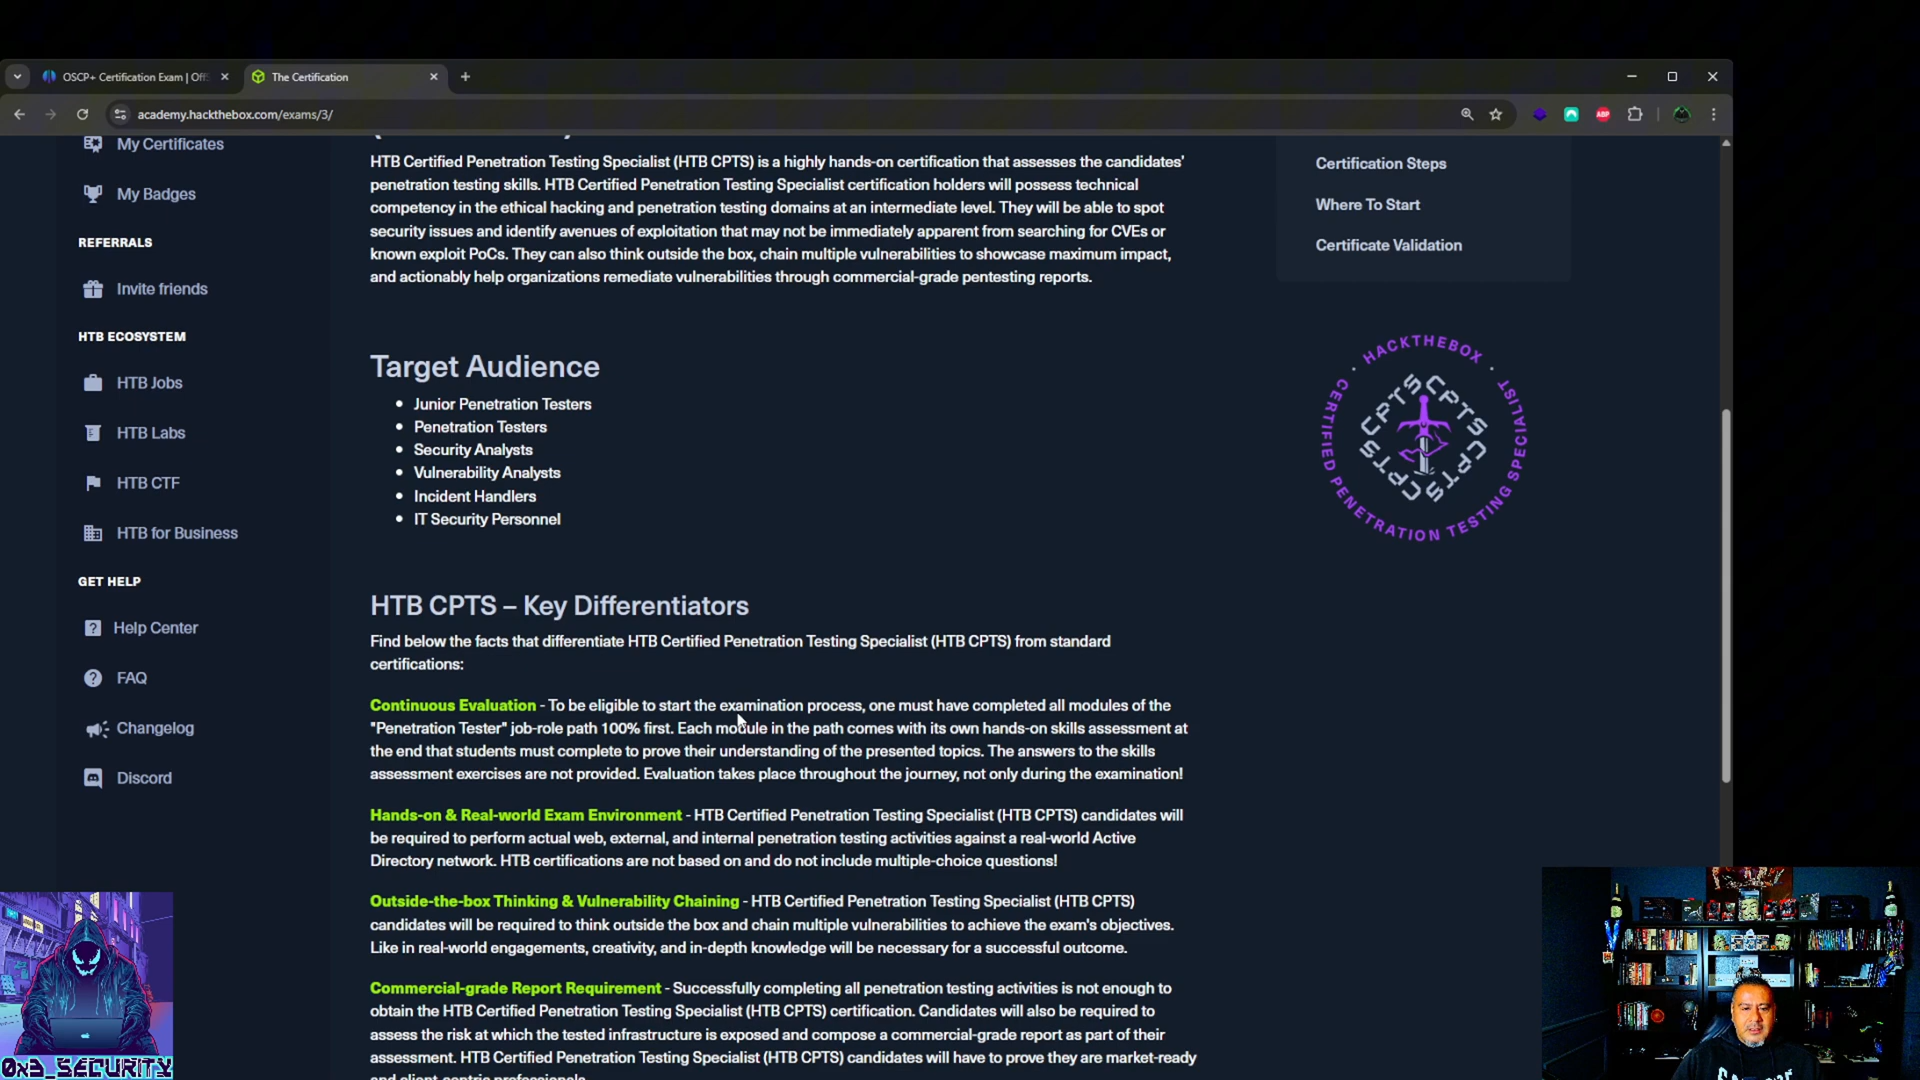 OSCP+ Certification Exam | Off
The Certification
academy.hackthebox.com/exams/3/
ABP
My Certificates
My Badges
REFERRALS
Invite friends
HTB ECOSYSTEM
HTB Jobs
HTB Labs
HTB CTF
HTB for Business
GET HELP
Help Center
FAQ
Changelog
Discord
HTB Certified Penetration Testing Specialist (HTB CPTS) is a highly hands-on certification that assesses the candidates'
penetration testing skills. HTB Certified Penetration Testing Specialist certification holders will possess technical
competency in the ethical hacking and penetration testing domains at an intermediate level. They will be able to spot
security issues and identify avenues of exploitation that may not be immediately apparent from searching for CVEs or
known exploit PoCs. They can also think outside the box, chain multiple vulnerabilities to showcase maximum impact,
and actionably help organizations remediate vulnerabilities through commercial-grade pentesting reports.
Target Audience
Junior Penetration Testers
Penetration Testers
Security Analysts
Vulnerability Analysts
Incident Handlers
IT Security Personnel
HTB CPTS – Key Differentiators
Find below the facts that differentiate HTB Certified Penetration Testing Specialist (HTB CPTS) from standard
certifications:
Continuous Evaluation - To be eligible to start the examination process, one must have completed all modules of the
"Penetration Tester" job-role path 100% first. Each module in the path comes with its own hands-on skills assessment at
the end that students must complete to prove their understanding of the presented topics. The answers to the skills
assessment exercises are not provided. Evaluation takes place throughout the journey, not only during the examination!
Hands-on & Real-world Exam Environment - HTB Certified Penetration Testing Specialist (HTB CPTS) candidates will
be required to perform actual web, external, and internal penetration testing activities against a real-world Active
Directory network. HTB certifications are not based on and do not include multiple-choice questions!
Outside-the-box Thinking & Vulnerability Chaining - HTB Certified Penetration Testing Specialist (HTB CPTS)
candidates will be required to think outside the box and chain multiple vulnerabilities to achieve the exam's objectives.
Like in real-world engagements, creativity, and in-depth knowledge will be necessary for a successful outcome.
Commercial-grade Report Requirement - Successfully completing all penetration testing activities is not enough to
obtain the HTB Certified Penetration Testing Specialist (HTB CPTS) certification. Candidates will also be required to
assess the risk at which the tested infrastructure is exposed and compose a commercial-grade report as part of their
assessment. HTB Certified Penetration Testing Specialist (HTB CPTS) candidates will have to prove they are market-ready
and client-centric professionals.
Certification Steps
Where To Start
Certificate Validation
HACKTHEBOX
CERTIFIED PENETRATION TESTING SPECIALIST
CPTS CPTS CPTS CPTS
0x3_SECURITY